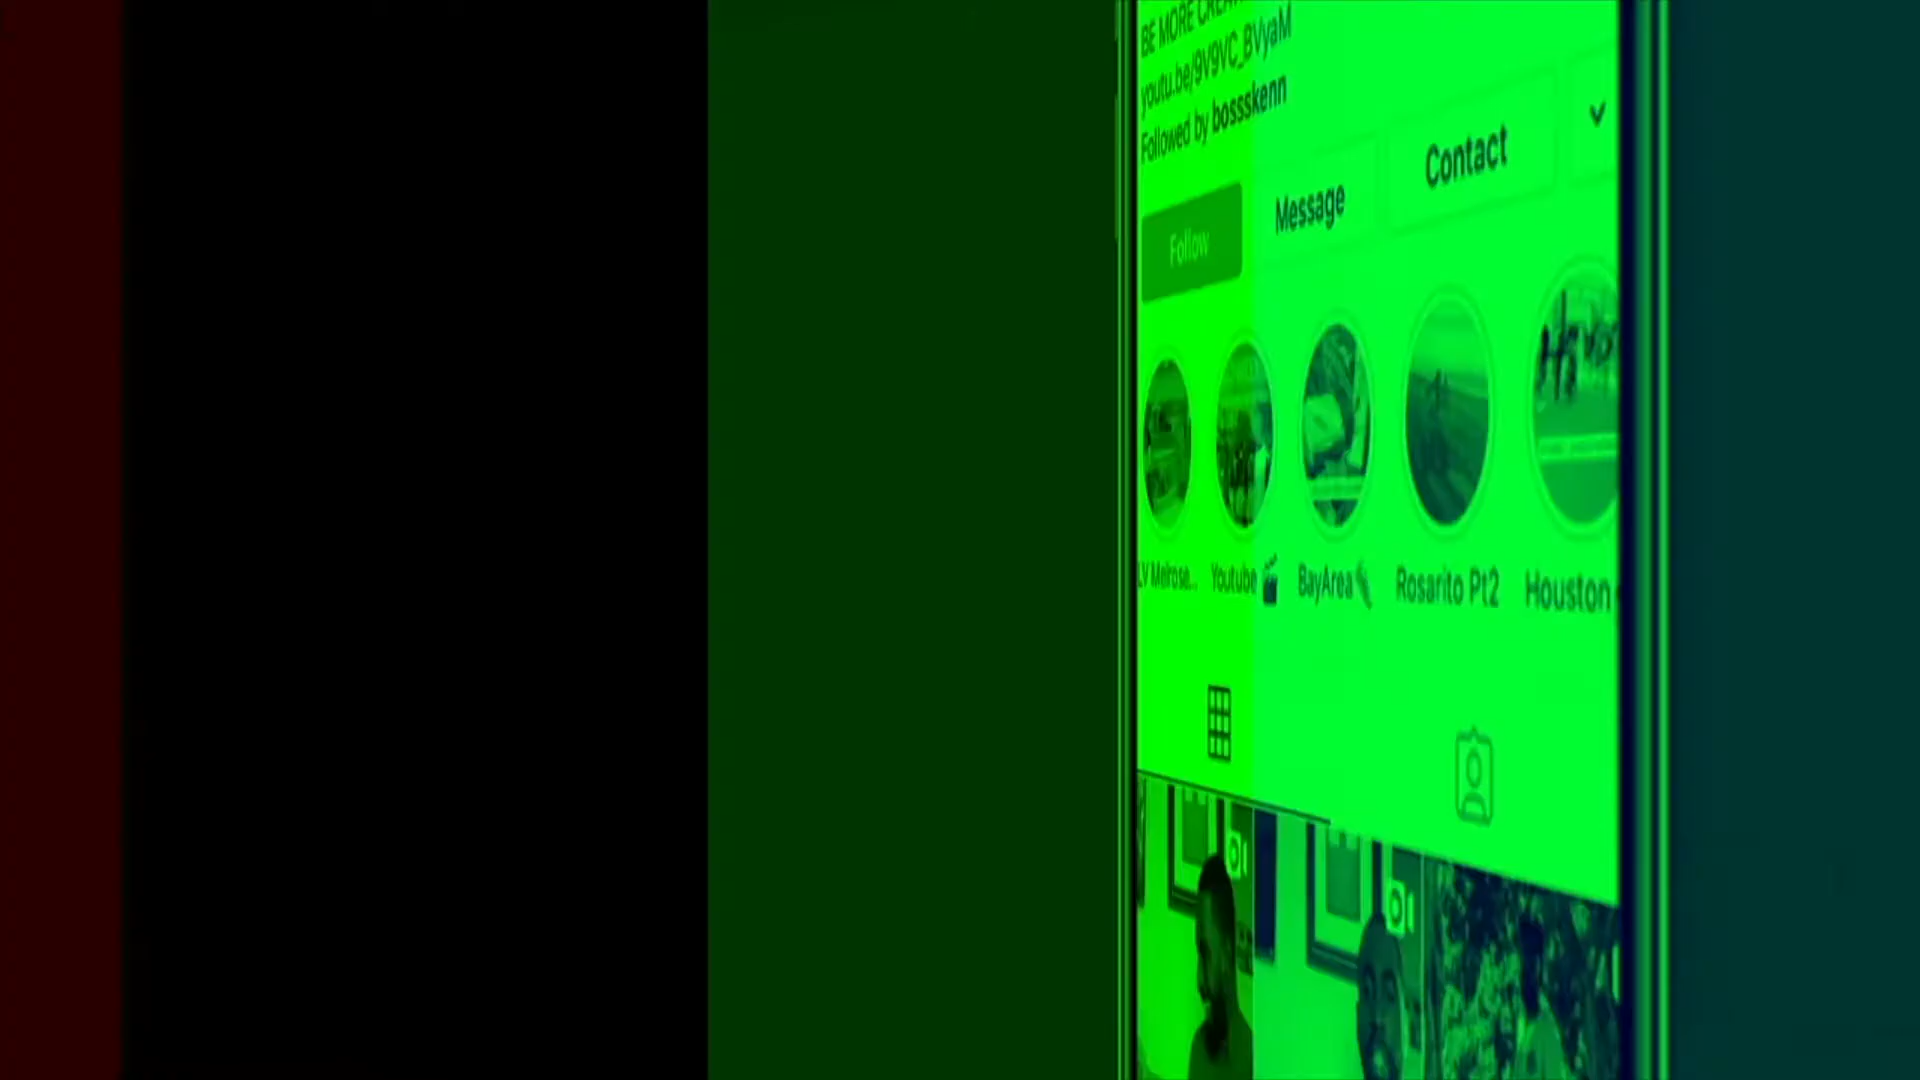 BE MORE
youtu.be/9V9VC_BVyaM
Followed by bossskenn
Follow
Message
Contact
LV Melrose...
Youtube 🎬
BayArea
Rosarito Pt2
Houston